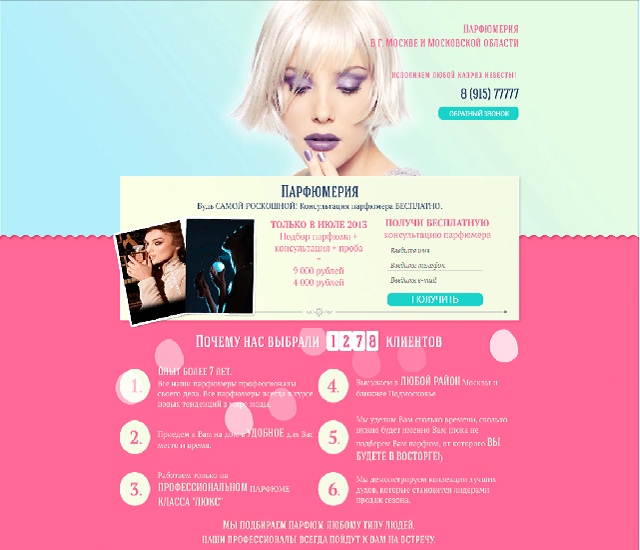 Парфюмерия
в г. Москве и Московской области
исполняем любой каприз невесты!
8 (915) 77777
ОБРАТНЫЙ ЗВОНОК
Парфюмерия
Будь САМОЙ РОСКОШНОЙ! Консультация парфюмера БЕСПЛАТНО.
ТОЛЬКО В ИЮЛЕ 2013
Подбор парфюма +
консультация + проба
=
9 000 рублей
4 000 рублей
ПОЛУЧИ БЕСПЛАТНУЮ
консультацию парфюмера
Введите имя
Введите телефон
Введите e-mail
ПОЛУЧИТЬ
Почему нас выбрали 1278 клиентов
1.
Опыт более 7 лет.
Все наши парфюмеры профессионалы
своего дела. Все парфюмеры всегда в курсе
новых тенденций в мире моды.
2.
Приедем к Вам на дом в УДОБНОЕ для Вас
место и время.
3.
Работаем только на
ПРОФЕССИОНАЛЬНОМ ПАРФЮМЕ
КЛАССА "ЛЮКС"
4.
Выезжаем в ЛЮБОЙ РАЙОН Москвы и
ближнее Подмосковье
5.
Мы уделим Вам столько времени, сколько
нужно будет именно Вам пока не
подберем Вам парфюм, от которого ВЫ
БУДЕТЕ В ВОСТОРГЕ!)
6.
Мы демонстрируем коллекции лучших
духов, которые становятся лидерами
продаж сезона.
Мы подбираем парфюм любому типу людей,
наши профессионалы всегда пойдут к вам на встречу.